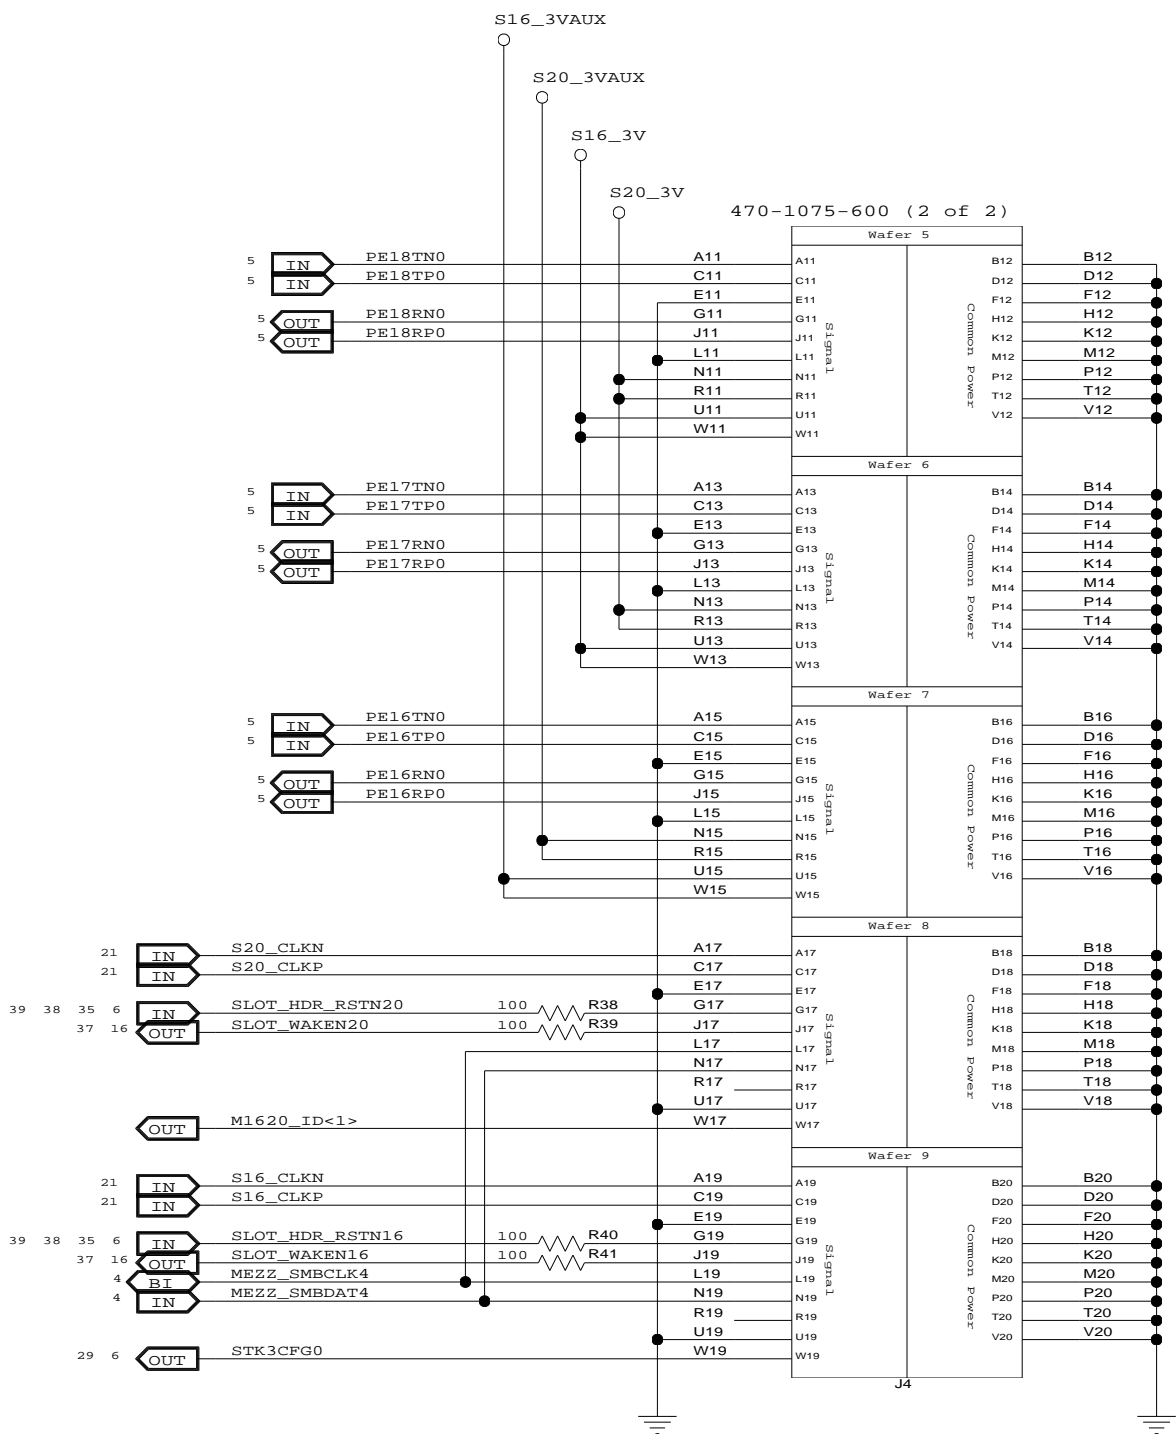 S16_3VAUX
S20_3VAUX
S16_3V
S20_3V
470-1075-600 (2 of 2)
Wafer 5
5 IN PE18TN0 A11 A11 B12 B12
5 IN PE18TP0 C11 C11 D12 D12
E11 E11 F12 F12
5 OUT PE18RN0 G11 G11 H12 H12
5 OUT PE18RP0 J11 J11 K12 K12
L11 L11 M12 M12
N11 N11 P12 P12
R11 R11 T12 T12
U11 U11 V12 V12
W11 W11
Signal
Common Power
Wafer 6
5 IN PE17TN0 A13 A13 B14 B14
5 IN PE17TP0 C13 C13 D14 D14
E13 E13 F14 F14
5 OUT PE17RN0 G13 G13 H14 H14
5 OUT PE17RP0 J13 J13 K14 K14
L13 L13 M14 M14
N13 N13 P14 P14
R13 R13 T14 T14
U13 U13 V14 V14
W13 W13
Signal
Common Power
Wafer 7
5 IN PE16TN0 A15 A15 B16 B16
5 IN PE16TP0 C15 C15 D16 D16
E15 E15 F16 F16
5 OUT PE16RN0 G15 G15 H16 H16
5 OUT PE16RP0 J15 J15 K16 K16
L15 L15 M16 M16
N15 N15 P16 P16
R15 R15 T16 T16
U15 U15 V16 V16
W15 W15
Signal
Common Power
Wafer 8
21 IN S20_CLKN A17 A17 B18 B18
21 IN S20_CLKP C17 C17 D18 D18
E17 E17 F18 F18
39 38 35 6 IN SLOT_HDR_RSTN20 100 R38 G17 G17 H18 H18
37 16 OUT SLOT_WAKEN20 100 R39 J17 J17 K18 K18
L17 L17 M18 M18
N17 N17 P18 P18
R17 R17 T18 T18
U17 U17 V18 V18
OUT M1620_ID<1> W17 W17
Signal
Common Power
Wafer 9
21 IN S16_CLKN A19 A19 B20 B20
21 IN S16_CLKP C19 C19 D20 D20
E19 E19 F20 F20
39 38 35 6 IN SLOT_HDR_RSTN16 100 R40 G19 G19 H20 H20
37 16 OUT SLOT_WAKEN16 100 R41 J19 J19 K20 K20
4 BI MEZZ_SMBCLK4 L19 L19 M20 M20
4 IN MEZZ_SMBDAT4 N19 N19 P20 P20
R19 R19 T20 T20
U19 U19 V20 V20
29 6 OUT STK3CFG0 W19 W19
Signal
Common Power
J4